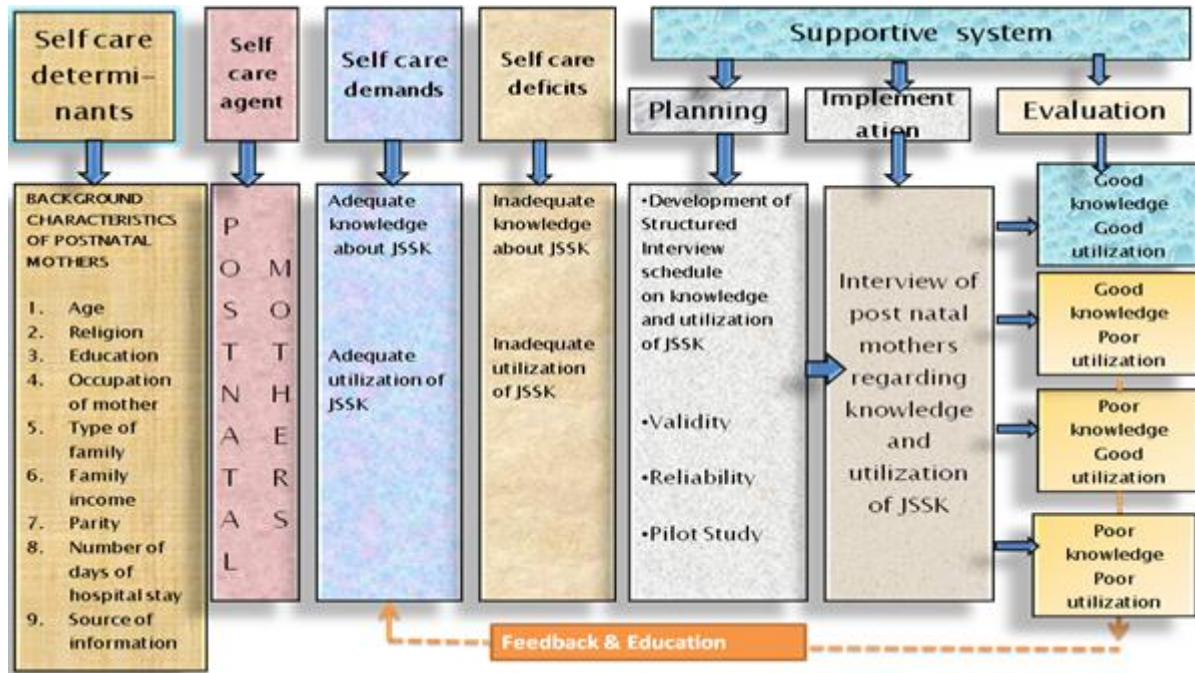 Self care
determi-
nants
Self
care
agent
Self care
demands
Self care
deficits
Supportive system
Planning
Implement
ation
Evaluation
BACKGROUND
CHARACTERISTICS
OF POSTNATAL
MOTHERS
1. Age
2. Religion
3. Education
4. Occupation
of mother
5. Type of
family
6. Family
income
7. Parity
8. Number of
days of
hospital stay
9. Source of
information
POSTNATAL
MOTHERS
Adequate
knowledge
about JSSK
Adequate
utilization of
JSSK
Inadequate
knowledge
about JSSK
Inadequate
utilization
of JSSK
•Development of
Structured
Interview
schedule
on knowledge
and utilization
of JSSK
•Validity
•Reliability
•Pilot Study
Interview of
post natal
mothers
regarding
knowledge
and
utilization
of JSSK
Good
knowledge
Good
utilization
Good
knowledge
Poor
utilization
Poor
knowledge
Good
utilization
Poor
knowledge
Poor
utilization
Feedback & Education